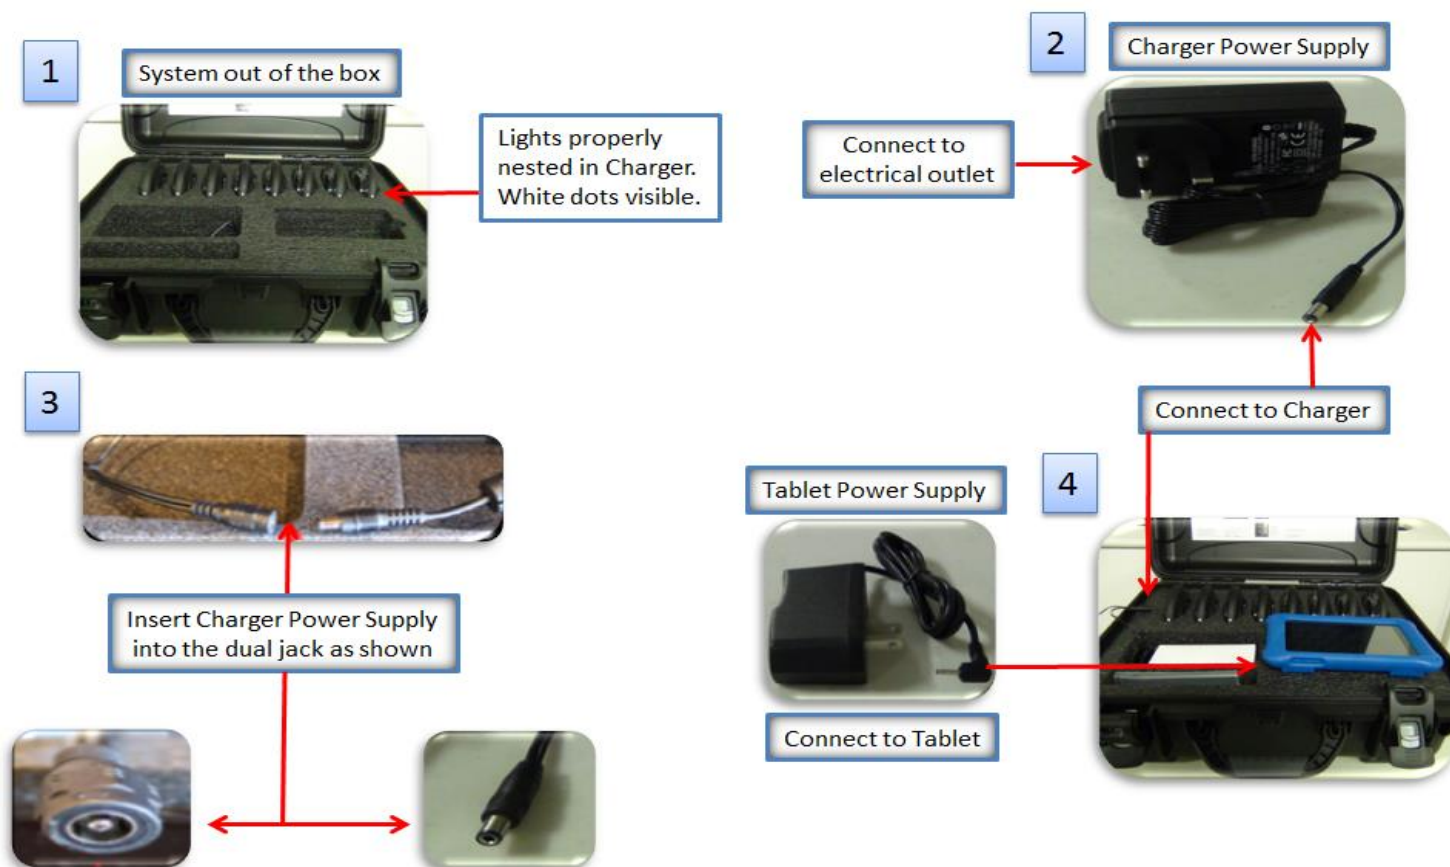 1
System out of the box
Lights properly
nested in Charger.
White dots visible.
2
Charger Power Supply
Connect to
electrical outlet
Connect to Charger
3
Insert Charger Power Supply
into the dual jack as shown
4
Tablet Power Supply
Connect to Tablet